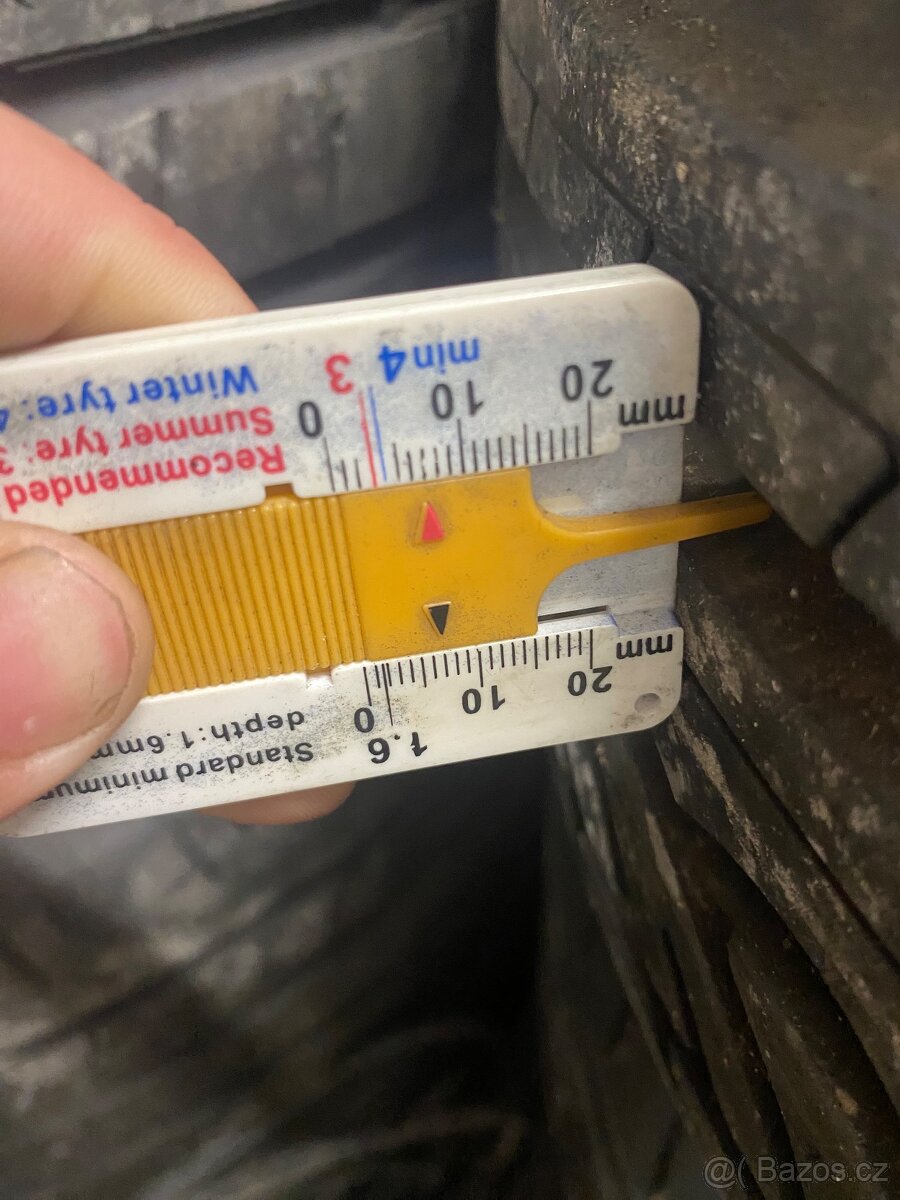 1.6 Standard minimum
depth:1.6mm
mm 20 10 0
mm 20 10 0
Recommended
Summer tyre: 3
min 4 3
Winter tyre: 4
@( Bazos.cz